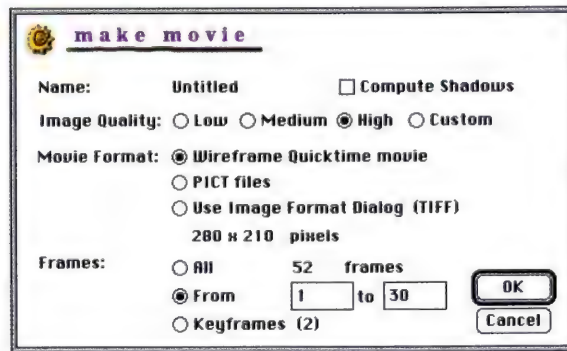 make movie
Name: Untitled Compute Shadows
Image Quality: Low Medium High Custom
Movie Format: Wireframe Quicktime movie
PICT files
Use Image Format Dialog (TIFF)
280 x 210 pixels
Frames: All 52 frames
From 1 to 30
OK
Keyframes (2)
Cancel